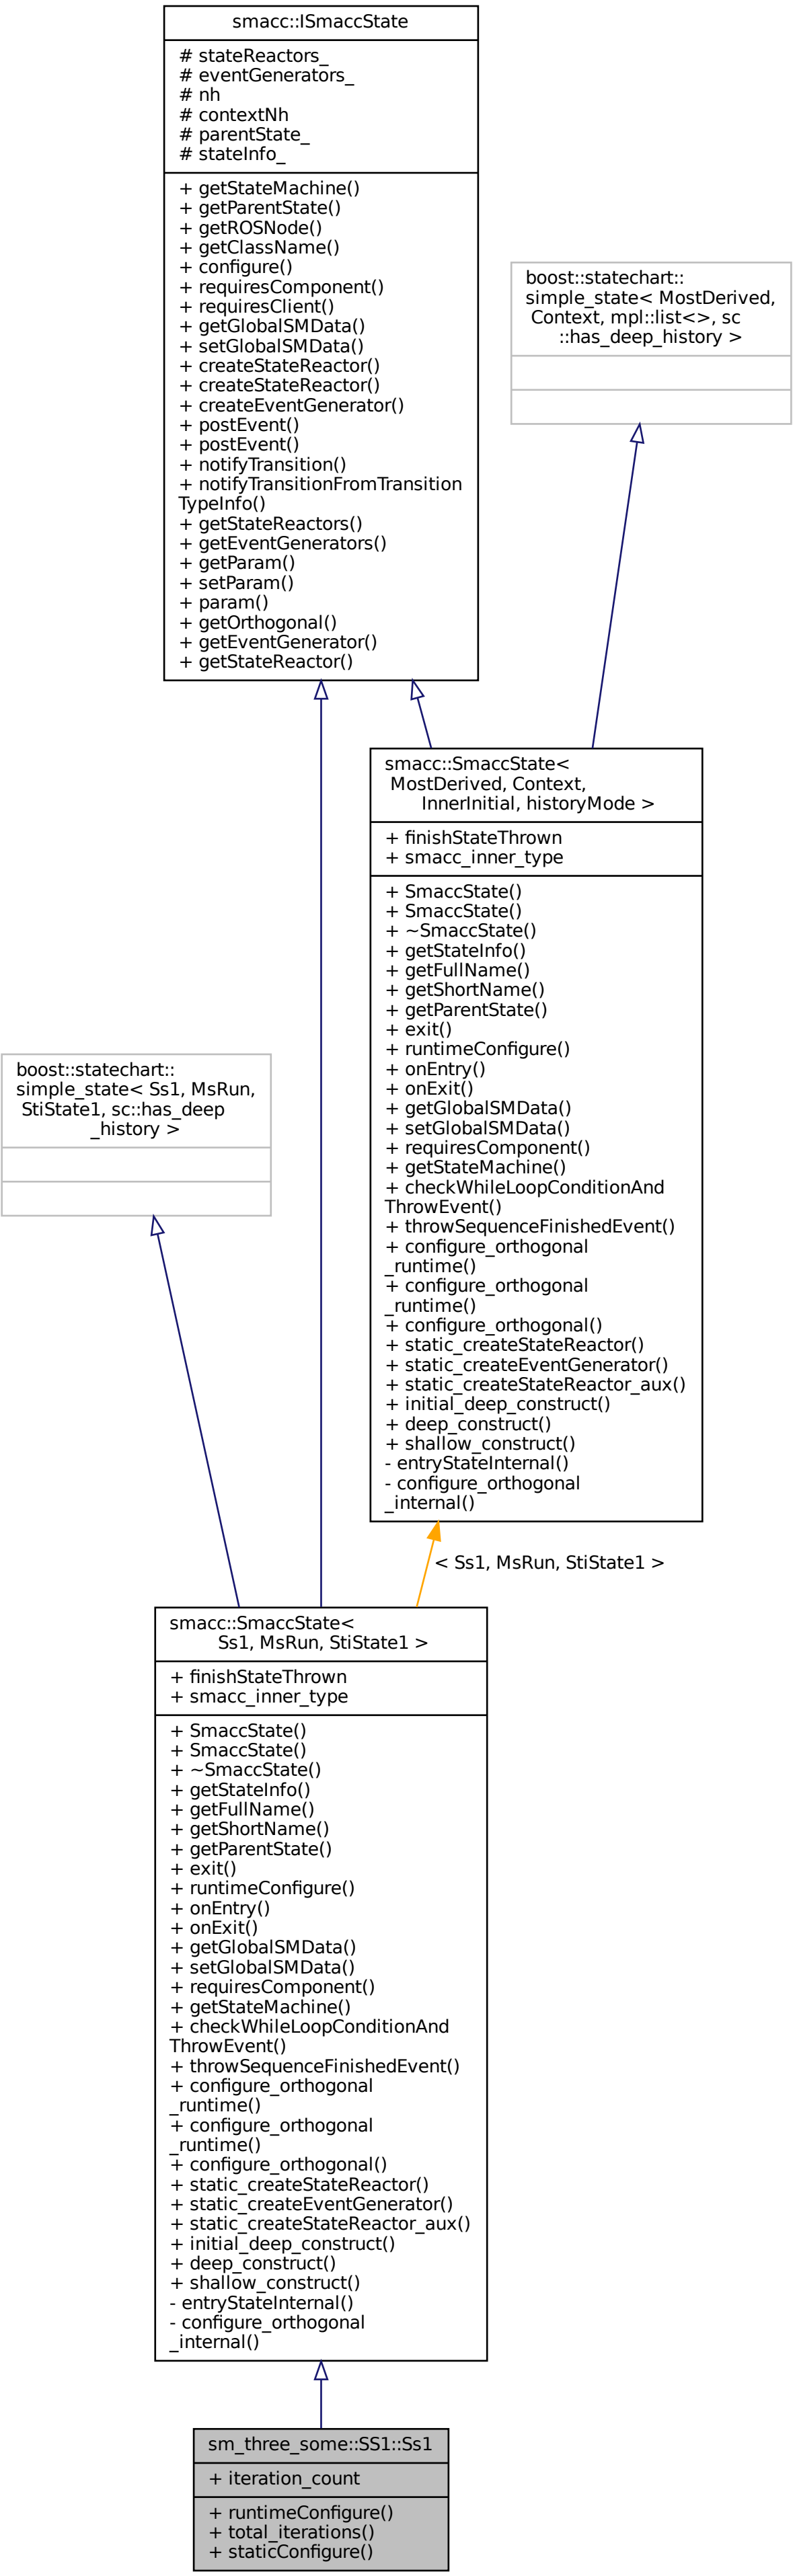 smacc::ISmaccState
# stateReactors_
# eventGenerators_
# nh
# contextNh
# parentState_
# stateInfo_
+ getStateMachine()
+ getParentState()
+ getROSNode()
+ getClassName()
+ configure()
+ requiresComponent()
+ requiresClient()
+ getGlobalSMData()
+ setGlobalSMData()
+ createStateReactor()
+ createStateReactor()
+ createEventGenerator()
+ postEvent()
+ postEvent()
+ notifyTransition()
+ notifyTransitionFromTransition
TypeInfo()
+ getStateReactors()
+ getEventGenerators()
+ getParam()
+ setParam()
+ param()
+ getOrthogonal()
+ getEventGenerator()
+ getStateReactor()
boost::statechart::
simple_state< MostDerived,
Context, mpl::list<>, sc
::has_deep_history >
smacc::SmaccState<
MostDerived, Context,
InnerInitial, historyMode >
+ finishStateThrown
+ smacc_inner_type
+ SmaccState()
+ SmaccState()
+ ~SmaccState()
+ getStateInfo()
+ getFullName()
+ getShortName()
+ getParentState()
+ exit()
+ runtimeConfigure()
+ onEntry()
+ onExit()
+ getGlobalSMData()
+ setGlobalSMData()
+ requiresComponent()
+ getStateMachine()
+ checkWhileLoopConditionAnd
ThrowEvent()
+ throwSequenceFinishedEvent()
+ configure_orthogonal
_runtime()
+ configure_orthogonal
_runtime()
+ configure_orthogonal()
+ static_createStateReactor()
+ static_createEventGenerator()
+ static_createStateReactor_aux()
+ initial_deep_construct()
+ deep_construct()
+ shallow_construct()
- entryStateInternal()
- configure_orthogonal
_internal()
boost::statechart::
simple_state< Ss1, MsRun,
StiState1, sc::has_deep
_history >
< Ss1, MsRun, StiState1 >
smacc::SmaccState<
Ss1, MsRun, StiState1 >
+ finishStateThrown
+ smacc_inner_type
+ SmaccState()
+ SmaccState()
+ ~SmaccState()
+ getStateInfo()
+ getFullName()
+ getShortName()
+ getParentState()
+ exit()
+ runtimeConfigure()
+ onEntry()
+ onExit()
+ getGlobalSMData()
+ setGlobalSMData()
+ requiresComponent()
+ getStateMachine()
+ checkWhileLoopConditionAnd
ThrowEvent()
+ throwSequenceFinishedEvent()
+ configure_orthogonal
_runtime()
+ configure_orthogonal
_runtime()
+ configure_orthogonal()
+ static_createStateReactor()
+ static_createEventGenerator()
+ static_createStateReactor_aux()
+ initial_deep_construct()
+ deep_construct()
+ shallow_construct()
- entryStateInternal()
- configure_orthogonal
_internal()
sm_three_some::SS1::Ss1
+ iteration_count
+ runtimeConfigure()
+ total_iterations()
+ staticConfigure()